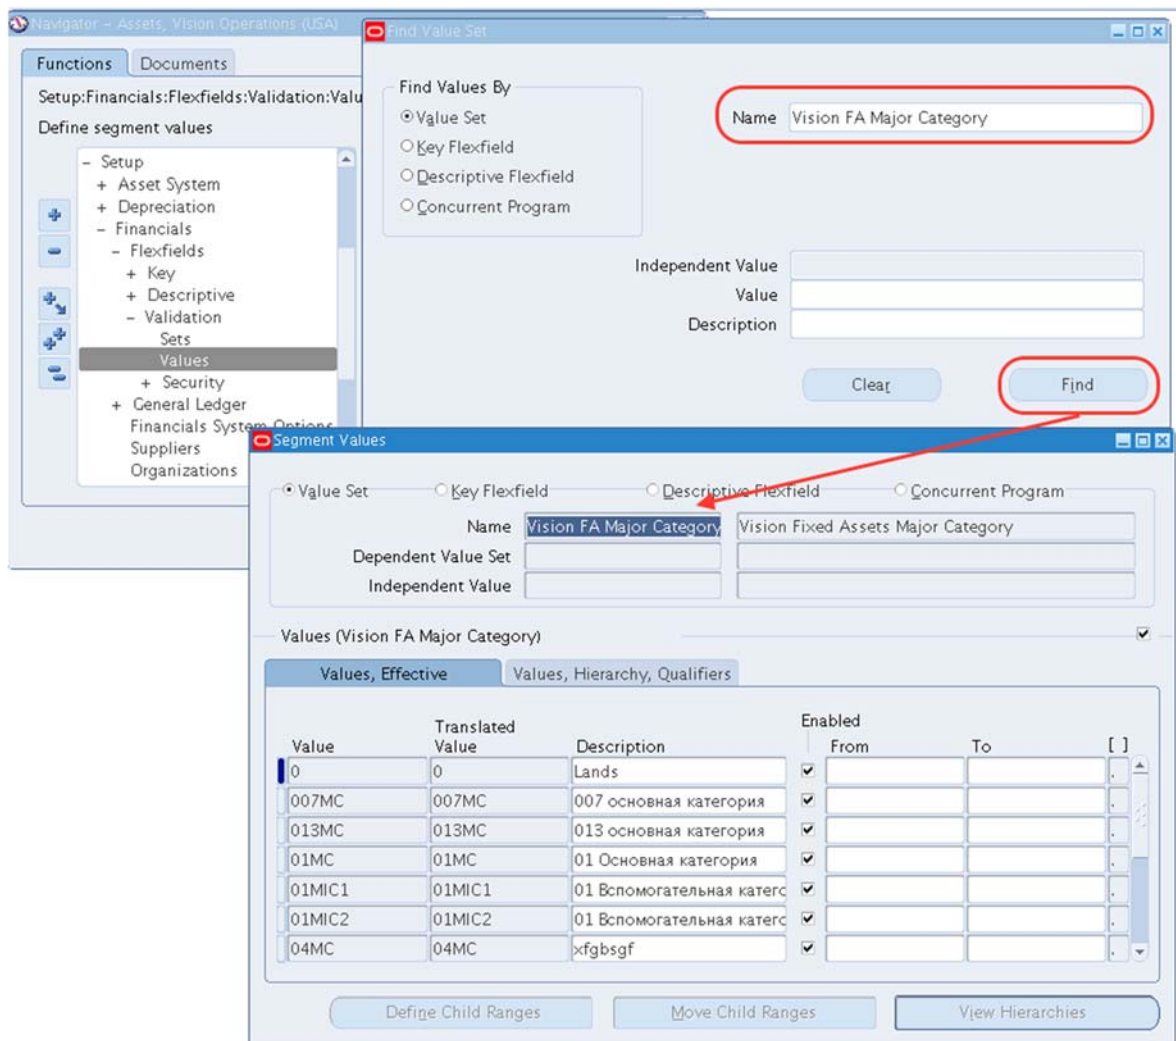 Navigator – Assets, Vision Operations (USA)
Functions
Documents
Setup:Financials:Flexfields:Validation:Valu
Define segment values
– Setup
+ Asset System
+ Depreciation
– Financials
– Flexfields
+ Key
+ Descriptive
– Validation
Sets
Values
+ Security
+ General Ledger
Financials System Options
Suppliers
Organizations
Find Value Set
Find Values By
Value Set
Key Flexfield
Descriptive Flexfield
Concurrent Program
Name Vision FA Major Category
Independent Value
Value
Description
Clear
Find
Segment Values
Value Set Key Flexfield Descriptive Flexfield Concurrent Program
Name Vision FA Major Category Vision Fixed Assets Major Category
Dependent Value Set
Independent Value
Values (Vision FA Major Category)
Values, Effective
Values, Hierarchy, Qualifiers
Translated Enabled
Value Value Description From To [ ]
0 0 Lands
007MC 007MC 007 основная категория
013MC 013MC 013 основная категория
01MC 01MC 01 Основная категория
01MIC1 01MIC1 01 Вспомогательная катего
01MIC2 01MIC2 01 Вспомогательная катего
04MC 04MC xfgbsgf
Define Child Ranges
Move Child Ranges
View Hierarchies